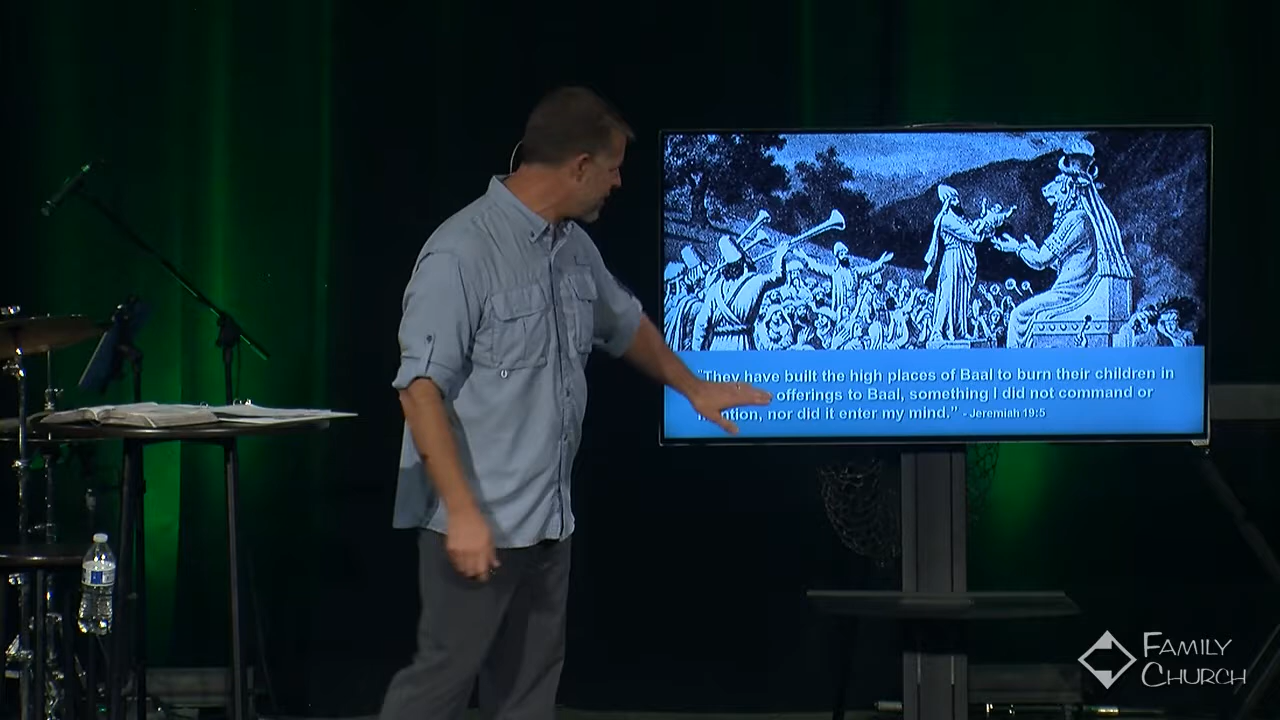 "They have built the high places of Baal to burn their children in
offerings to Baal, something I did not command or
mention, nor did it enter my mind." - Jeremiah 19:5
FAMILY
CHURCH